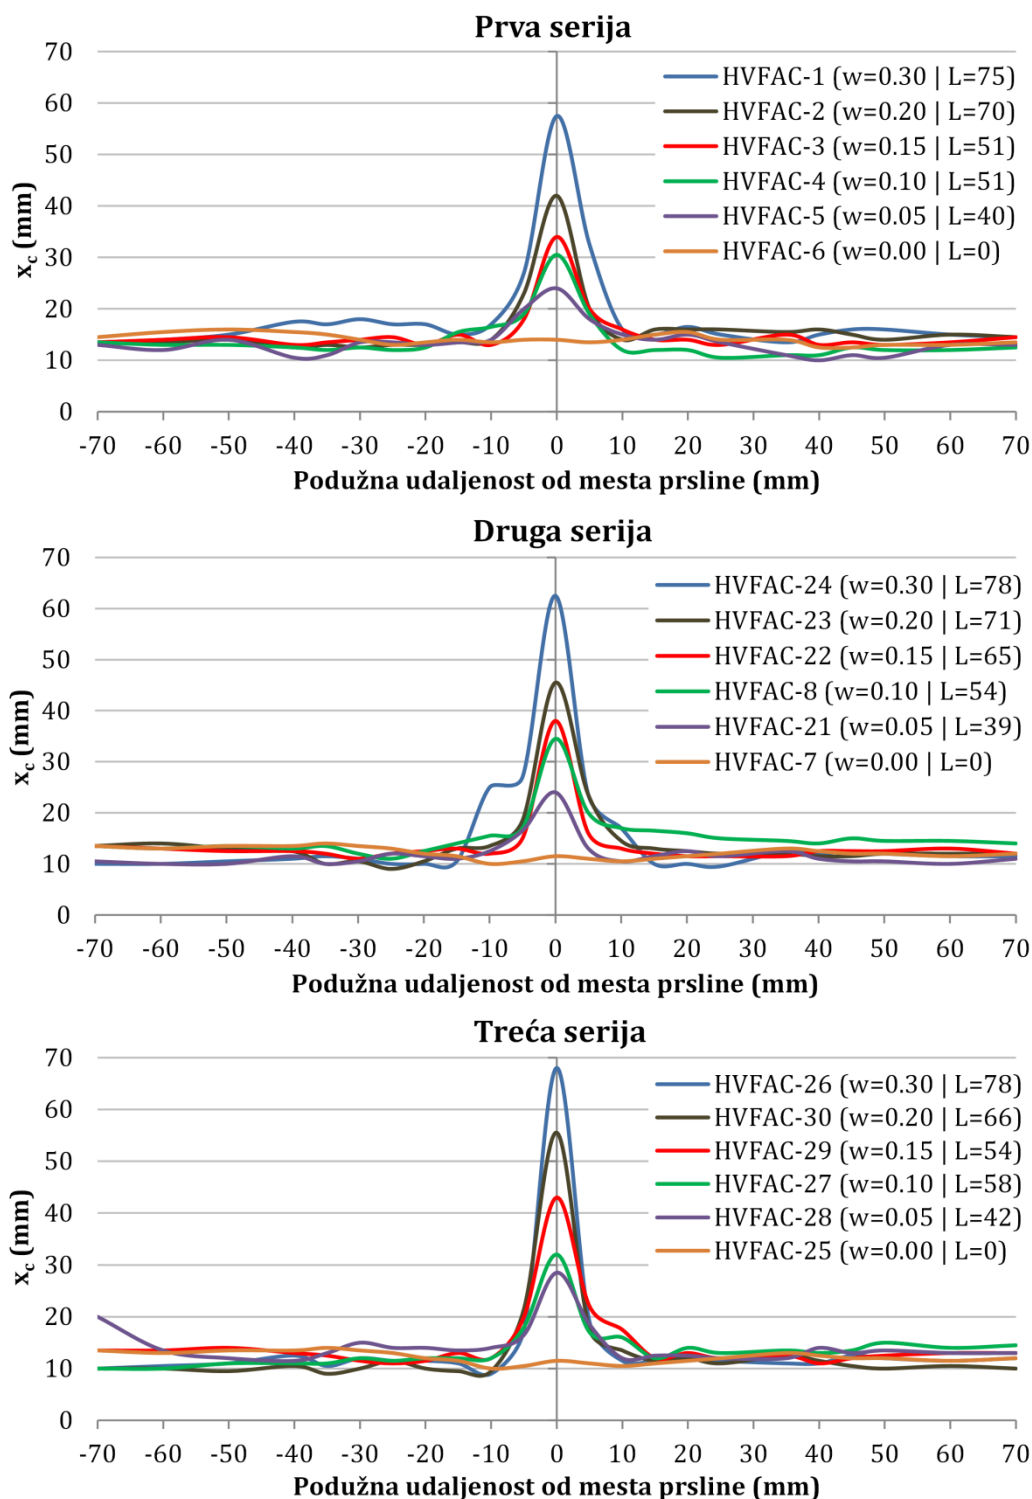 Prva serija
70
60
50
40
30
20
10
0
x_c (mm)
HVFAC-1 (w=0.30 | L=75)
HVFAC-2 (w=0.20 | L=70)
HVFAC-3 (w=0.15 | L=51)
HVFAC-4 (w=0.10 | L=51)
HVFAC-5 (w=0.05 | L=40)
HVFAC-6 (w=0.00 | L=0)
-70 -60 -50 -40 -30 -20 -10 0 10 20 30 40 50 60 70
Podužna udaljenost od mesta prsline (mm)
Druga serija
70
60
50
40
30
20
10
0
x_c (mm)
HVFAC-24 (w=0.30 | L=78)
HVFAC-23 (w=0.20 | L=71)
HVFAC-22 (w=0.15 | L=65)
HVFAC-8 (w=0.10 | L=54)
HVFAC-21 (w=0.05 | L=39)
HVFAC-7 (w=0.00 | L=0)
-70 -60 -50 -40 -30 -20 -10 0 10 20 30 40 50 60 70
Podužna udaljenost od mesta prsline (mm)
Treća serija
70
60
50
40
30
20
10
0
x_c (mm)
HVFAC-26 (w=0.30 | L=78)
HVFAC-30 (w=0.20 | L=66)
HVFAC-29 (w=0.15 | L=54)
HVFAC-27 (w=0.10 | L=58)
HVFAC-28 (w=0.05 | L=42)
HVFAC-25 (w=0.00 | L=0)
-70 -60 -50 -40 -30 -20 -10 0 10 20 30 40 50 60 70
Podužna udaljenost od mesta prsline (mm)